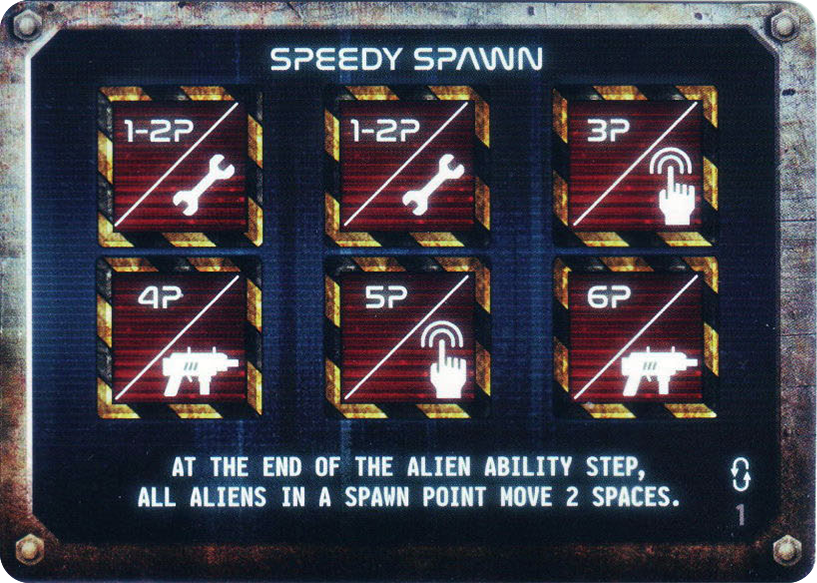 SPEEDY SPAWN
1-2P
1-2P
3P
4P
5P
6P
AT THE END OF THE ALIEN ABILITY STEP,
ALL ALIENS IN A SPAWN POINT MOVE 2 SPACES.
1